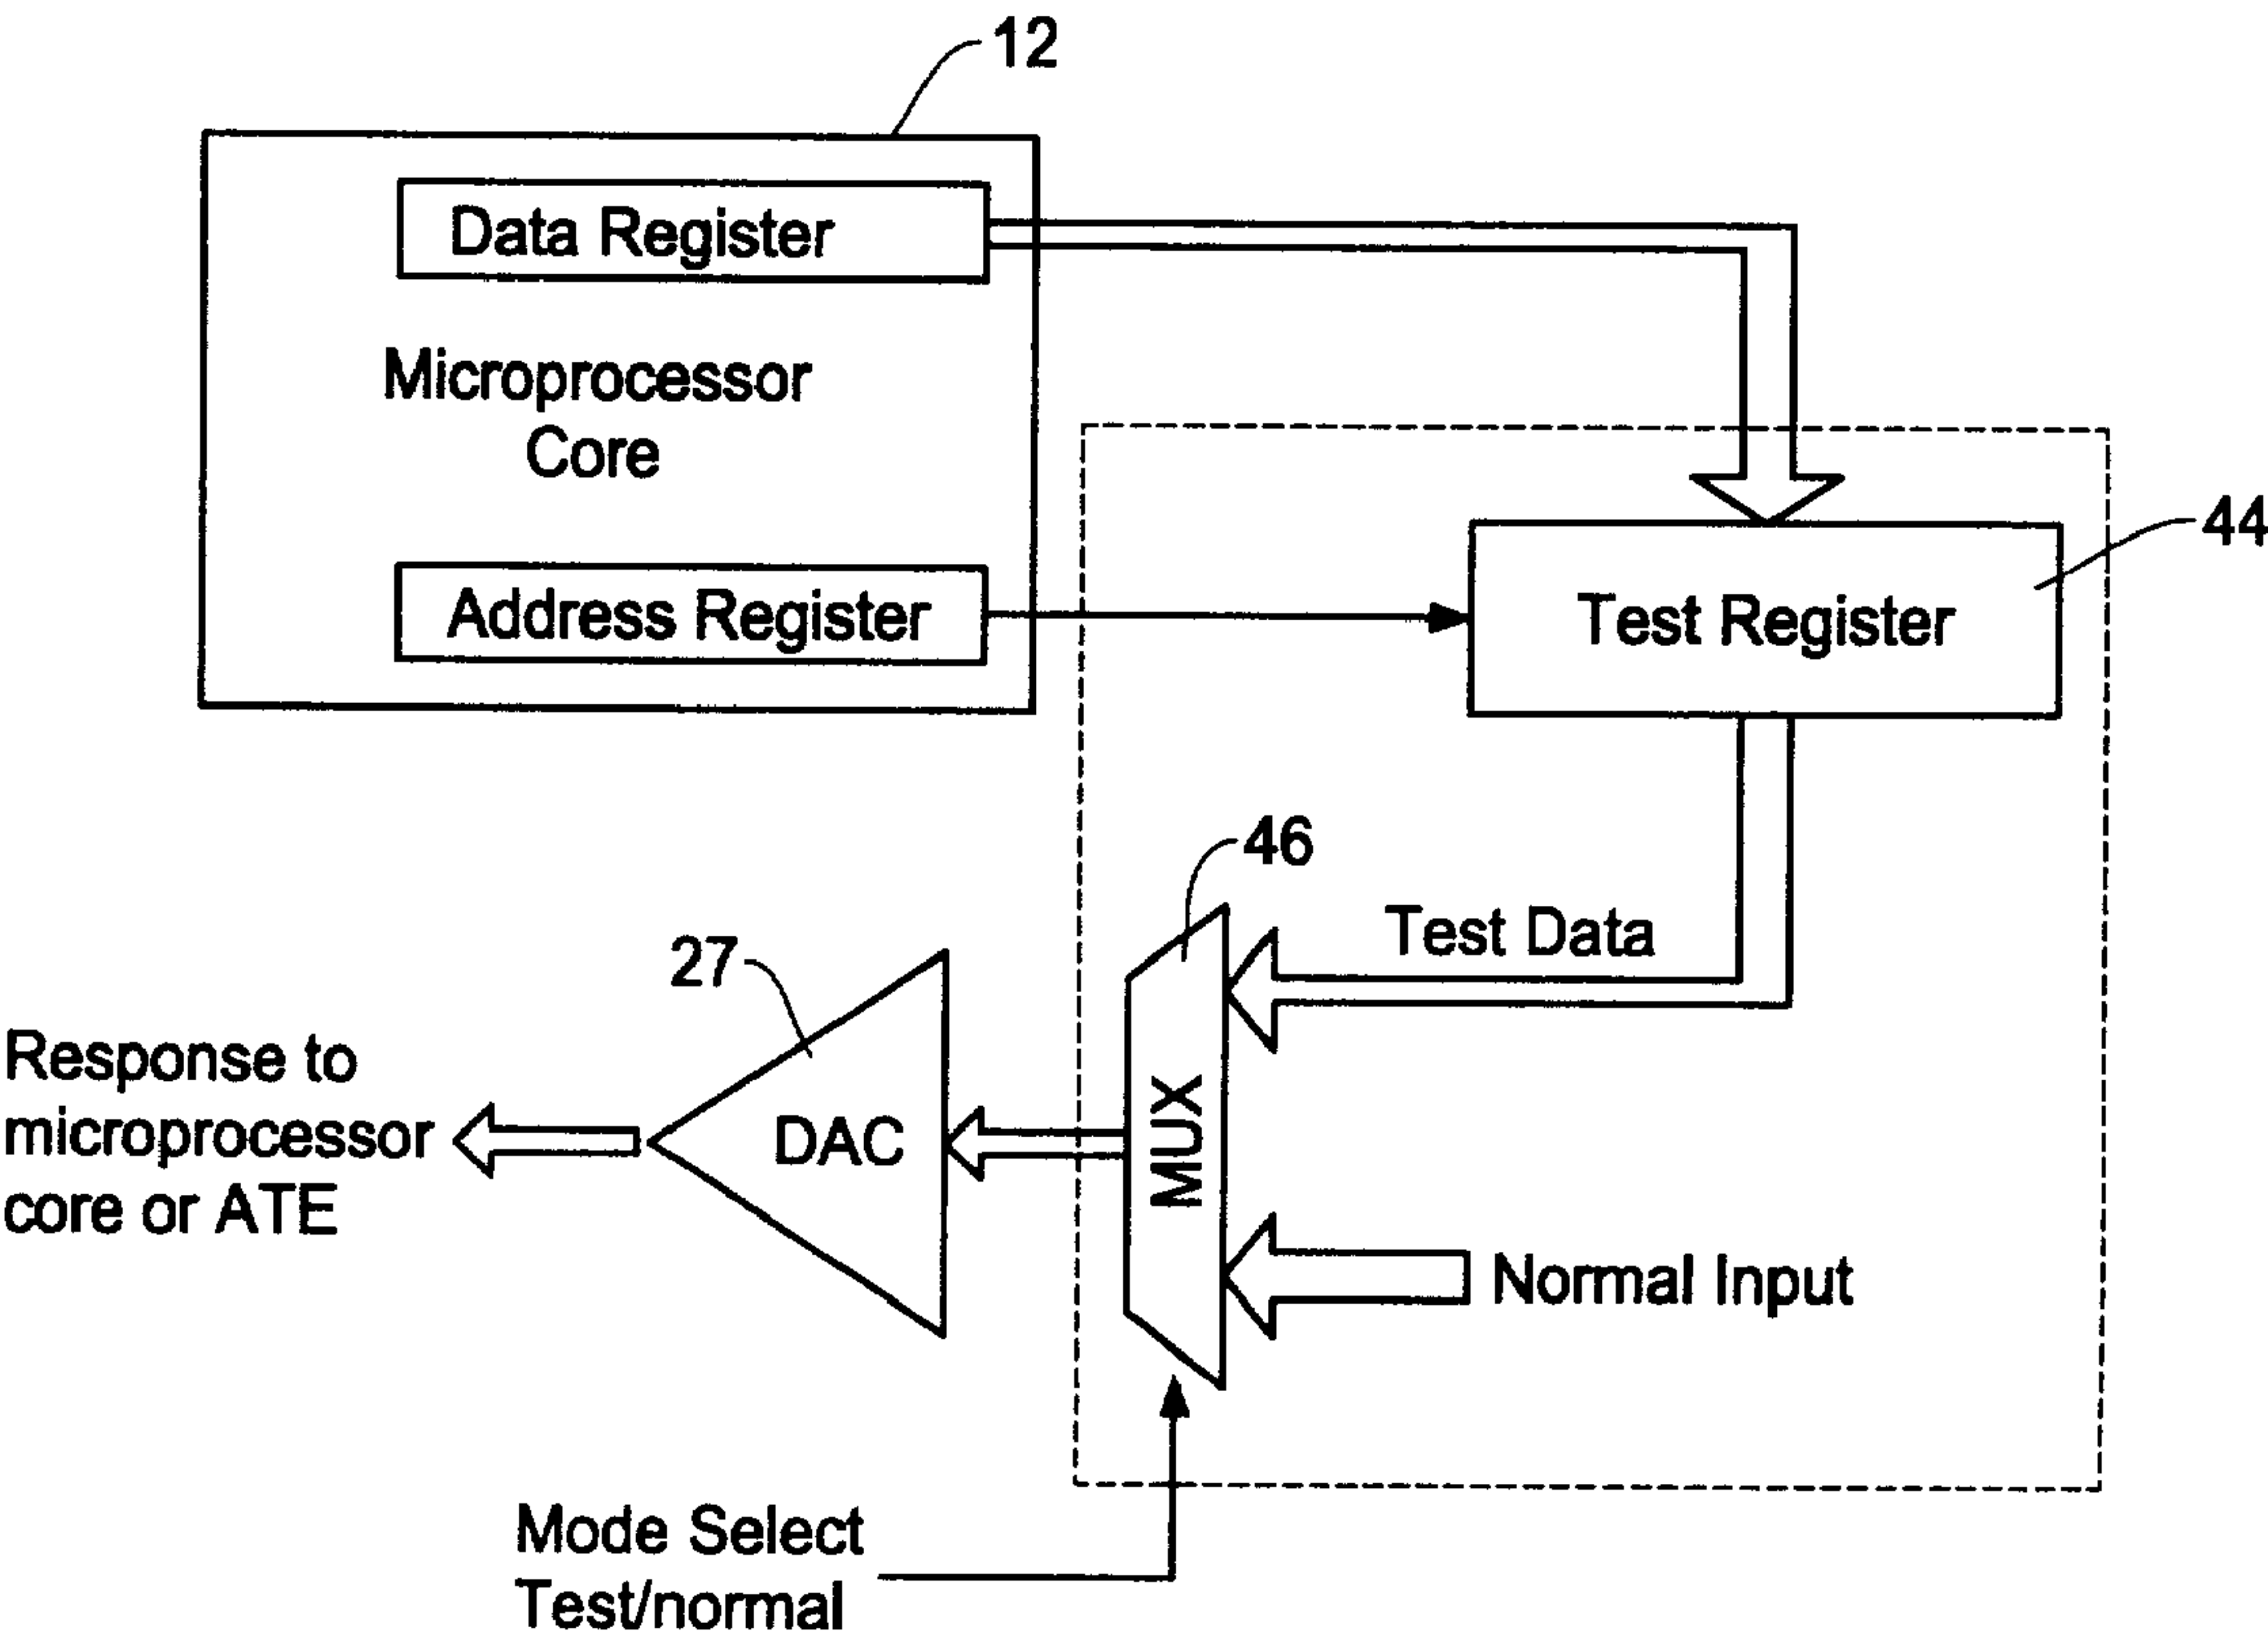 12
Data Register
Microprocessor
Core
Address Register
Test Register
44
46
Test Data
27
Response to
microprocessor
core or ATE
DAC
MUX
Normal Input
Mode Select
Test/normal